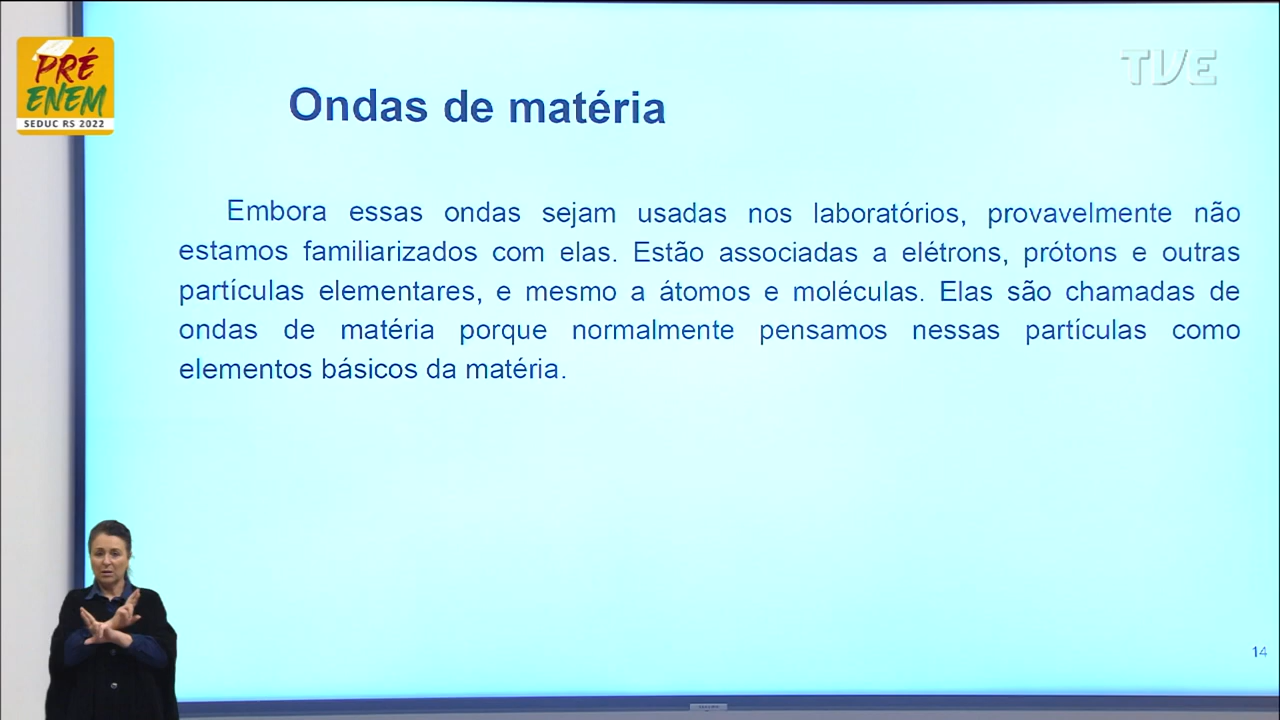 PRÉ
ENEM
SEDUC RS 2022
TVE
Ondas de matéria
Embora essas ondas sejam usadas nos laboratórios, provavelmente não
estamos familiarizados com elas. Estão associadas a elétrons, prótons e outras
partículas elementares, e mesmo a átomos e moléculas. Elas são chamadas de
ondas de matéria porque normalmente pensamos nessas partículas como
elementos básicos da matéria.
14